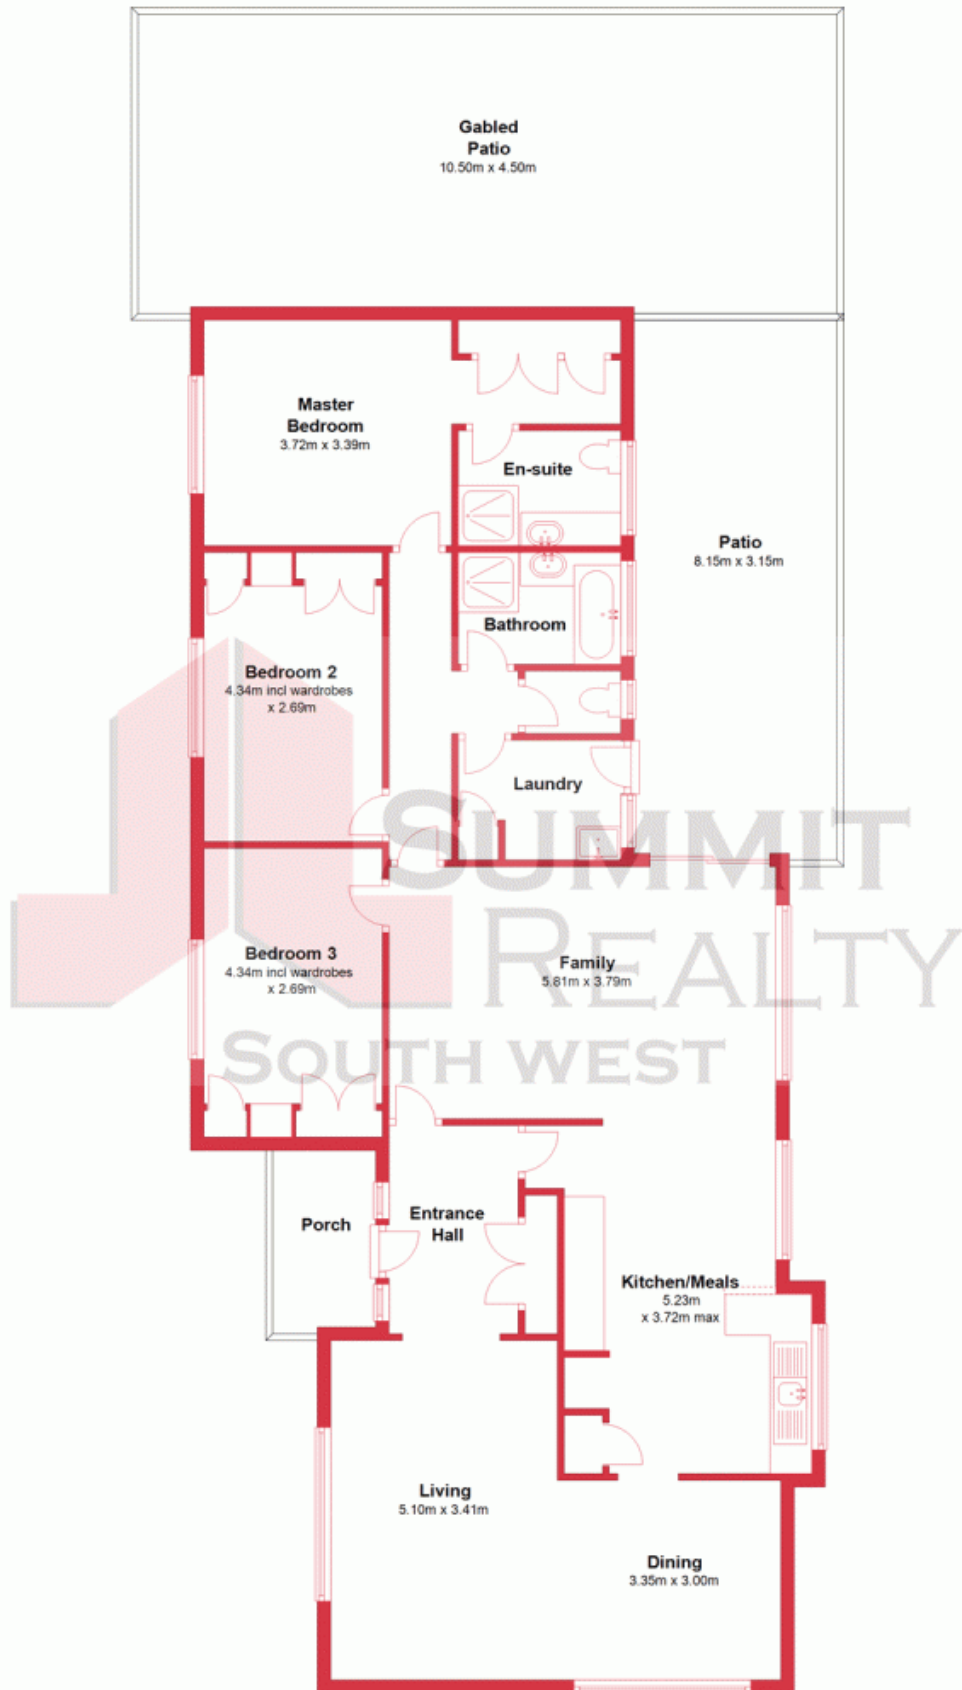 Gabled
Patio
10.50m x 4.50m
Master
Bedroom
3.72m x 3.39m
En-suite
Patio
8.15m x 3.15m
Bathroom
Bedroom 2
4.34m incl wardrobes
x 2.69m
Laundry
SUMMIT
REALTY
SOUTH WEST
Bedroom 3
4.34m incl wardrobes
x 2.69m
Family
5.81m x 3.79m
Porch
Entrance
Hall
Kitchen/Meals
5.23m
x 3.72m max
Living
5.10m x 3.41m
Dining
3.35m x 3.00m